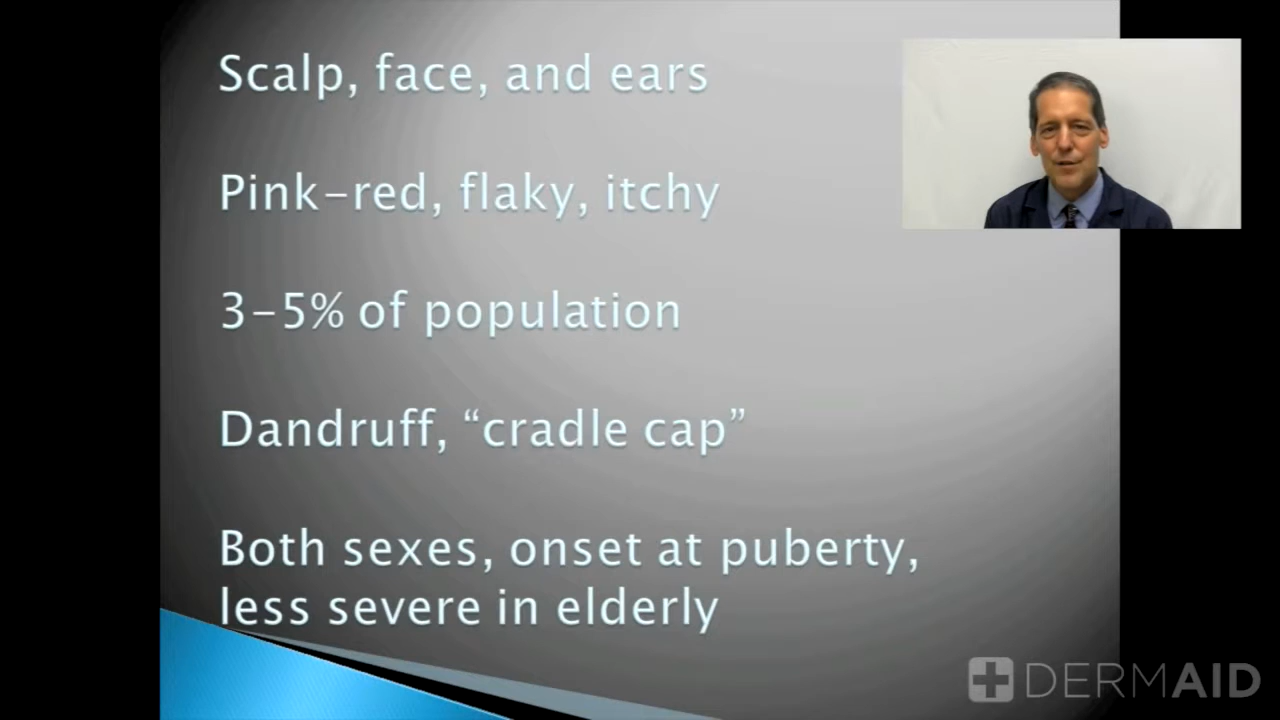 Scalp, face, and ears
Pink-red, flaky, itchy
3-5% of population
Dandruff, “cradle cap”
Both sexes, onset at puberty,
less severe in elderly
DERMAID